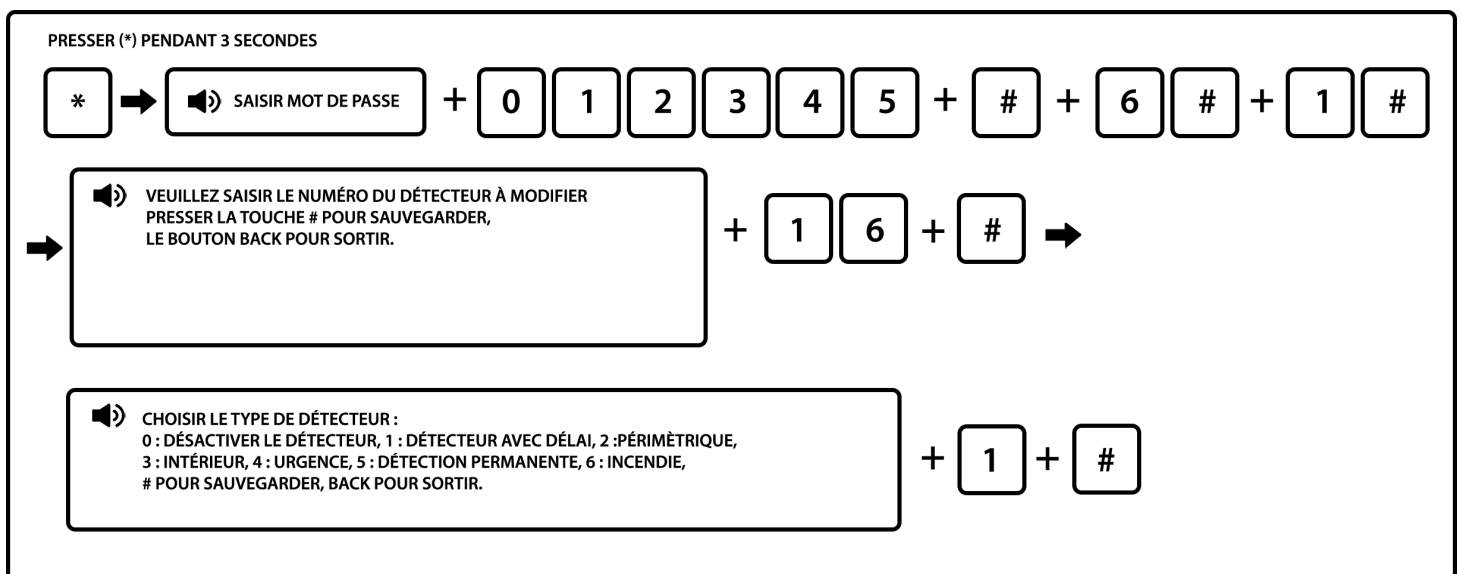 PRESSER (*) PENDANT 3 SECONDES
* SAISIR MOT DE PASSE + 0 1 2 3 4 5 + # + 6 # + 1 #
VEUILLEZ SAISIR LE NUMÉRO DU DÉTECTEUR À MODIFIER
PRESSER LA TOUCHE # POUR SAUVEGARDER,
LE BOUTON BACK POUR SORTIR.
+ 1 6 + #
CHOISIR LE TYPE DE DÉTECTEUR :
0 : DÉSACTIVER LE DÉTECTEUR, 1 : DÉTECTEUR AVEC DÉLAI, 2 :PÉRIMÈTRIQUE,
3 : INTÉRIEUR, 4 : URGENCE, 5 : DÉTECTION PERMANENTE, 6 : INCENDIE,
# POUR SAUVEGARDER, BACK POUR SORTIR.
+ 1 + #